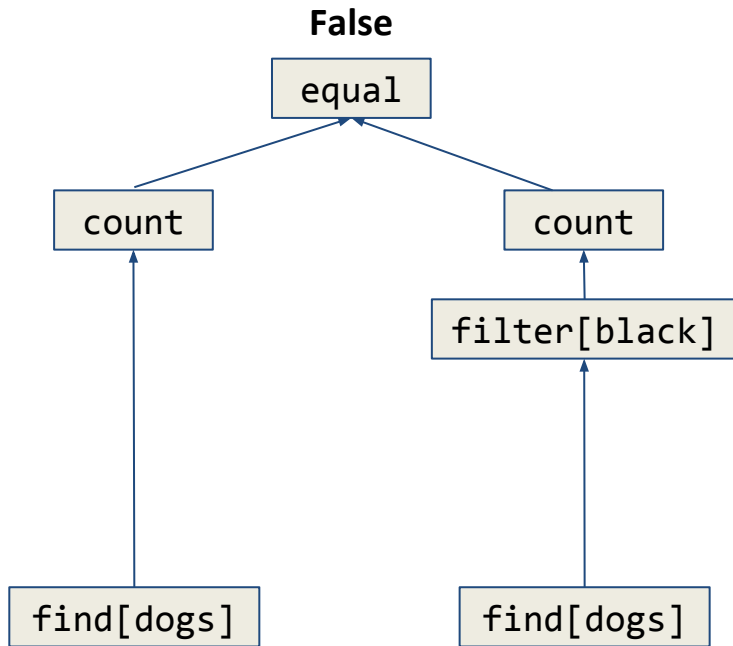 False
equal
count
count
filter[black]
find[dogs]
find[dogs]